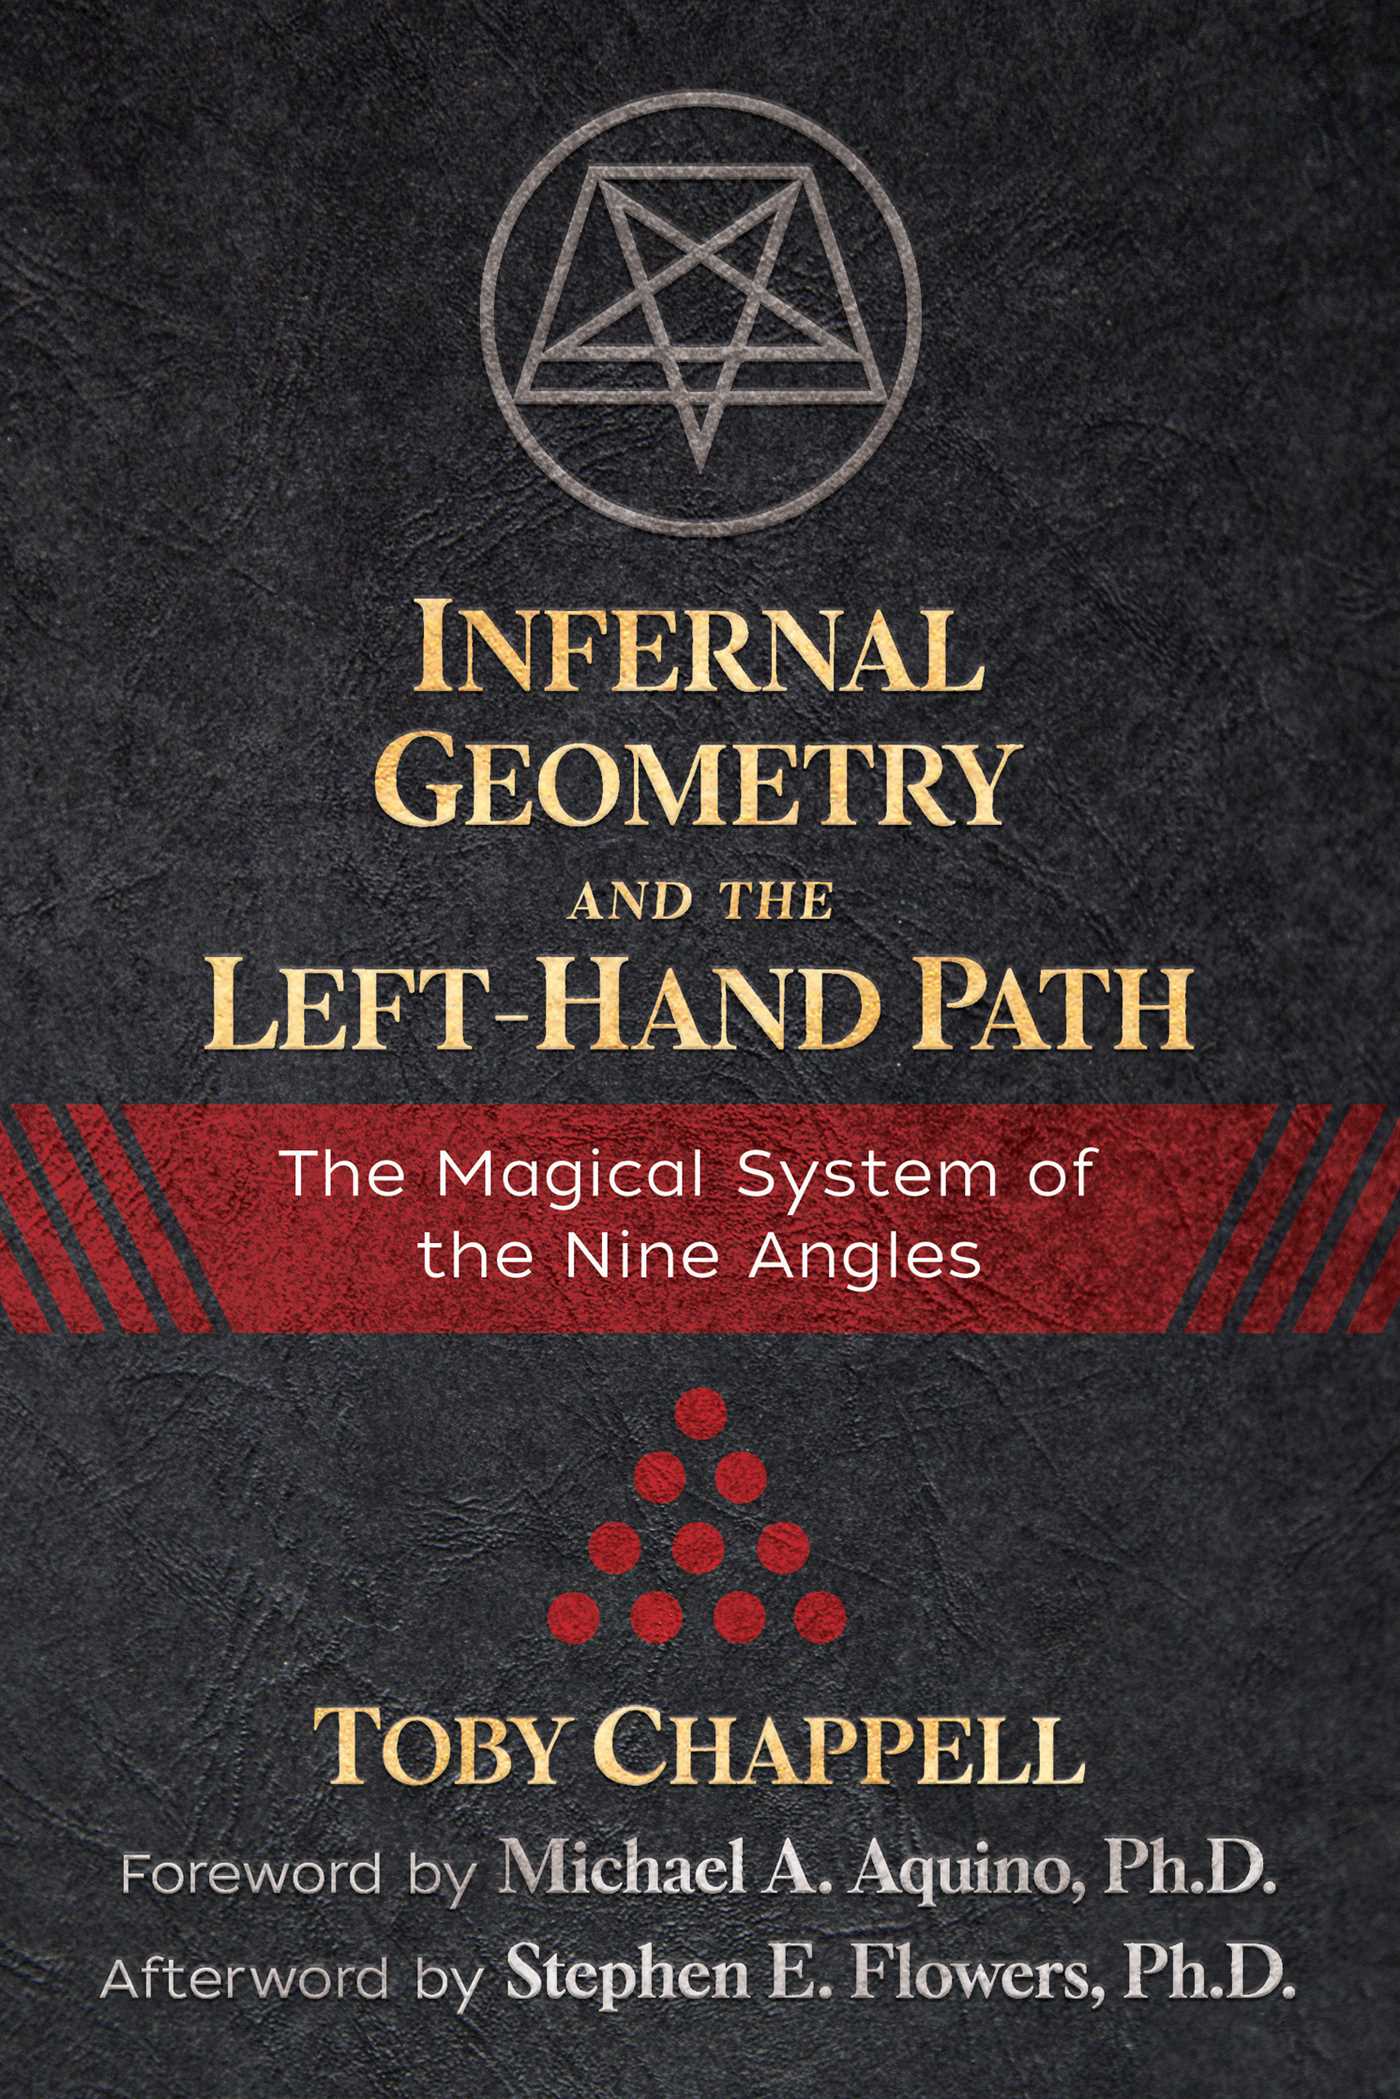 INFERNAL
GEOMETRY
AND THE
LEFT-HAND PATH
The Magical System of
the Nine Angles
TOBY CHAPPELL
Foreword by Michael A. Aquino, Ph.D.
Afterword by Stephen E. Flowers, Ph.D.